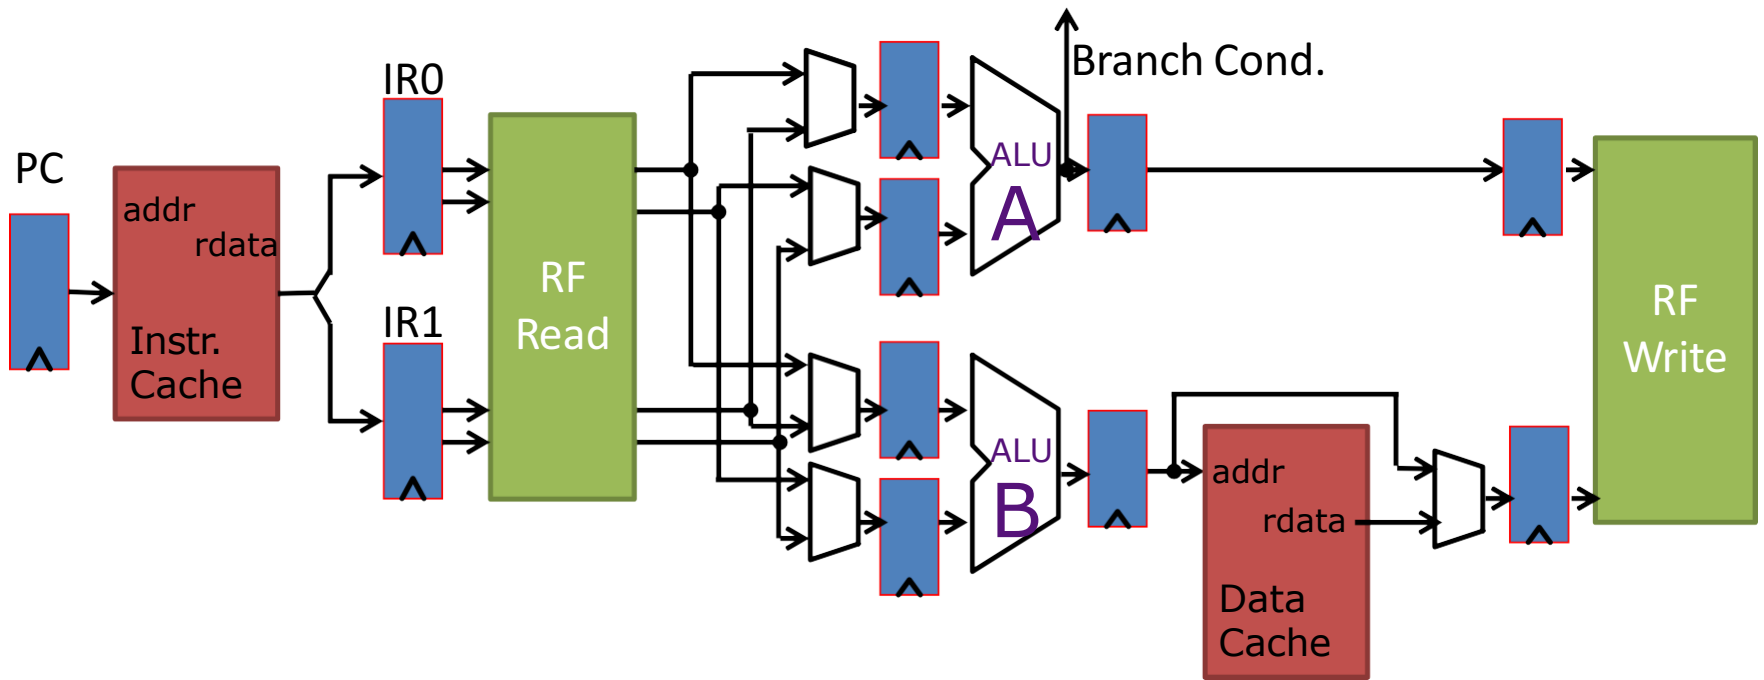 PC
addr
rdata
Instr.
Cache
IR0
IR1
RF
Read
Branch Cond.
ALU
A
ALU
B
addr
rdata
Data
Cache
RF
Write